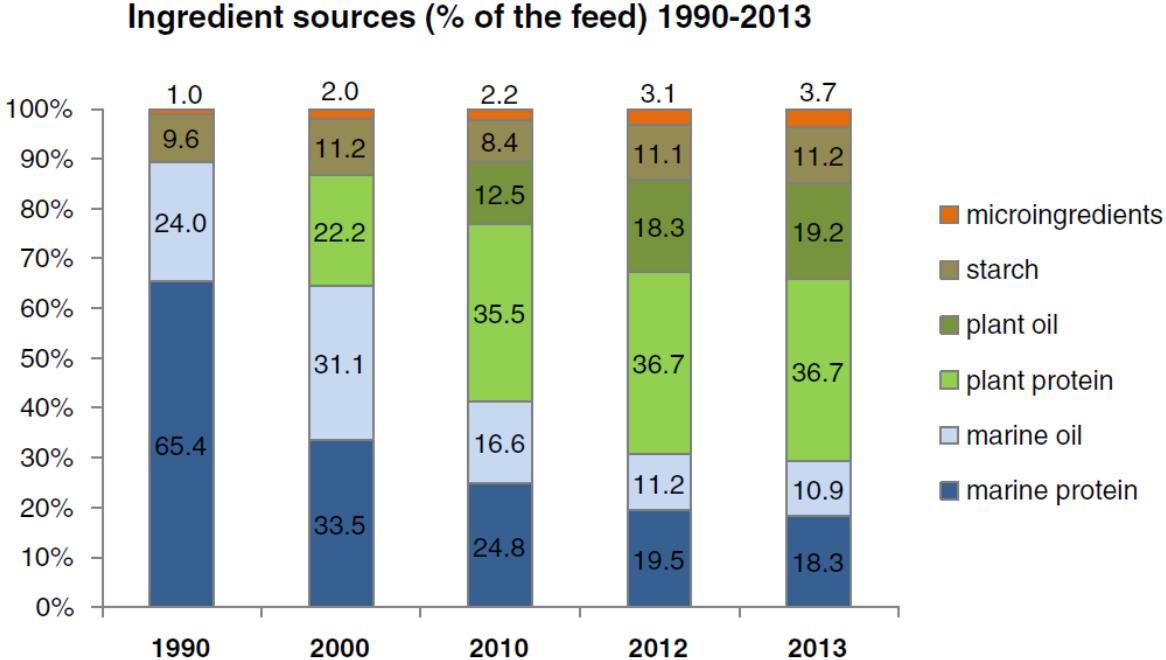 Ingredient sources (% of the feed) 1990-2013
1.0 2.0 2.2 3.1 3.7
100%
9.6 11.2 8.4 11.1 11.2
90%
12.5
80%
24.0 22.2 18.3 19.2
microingredients
70%
starch
60%
35.5
plant oil
50%
31.1 36.7 36.7
plant protein
40%
65.4 16.6
marine oil
30%
11.2 10.9
marine protein
20%
33.5 24.8 19.5 18.3
10%
0%
1990 2000 2010 2012 2013